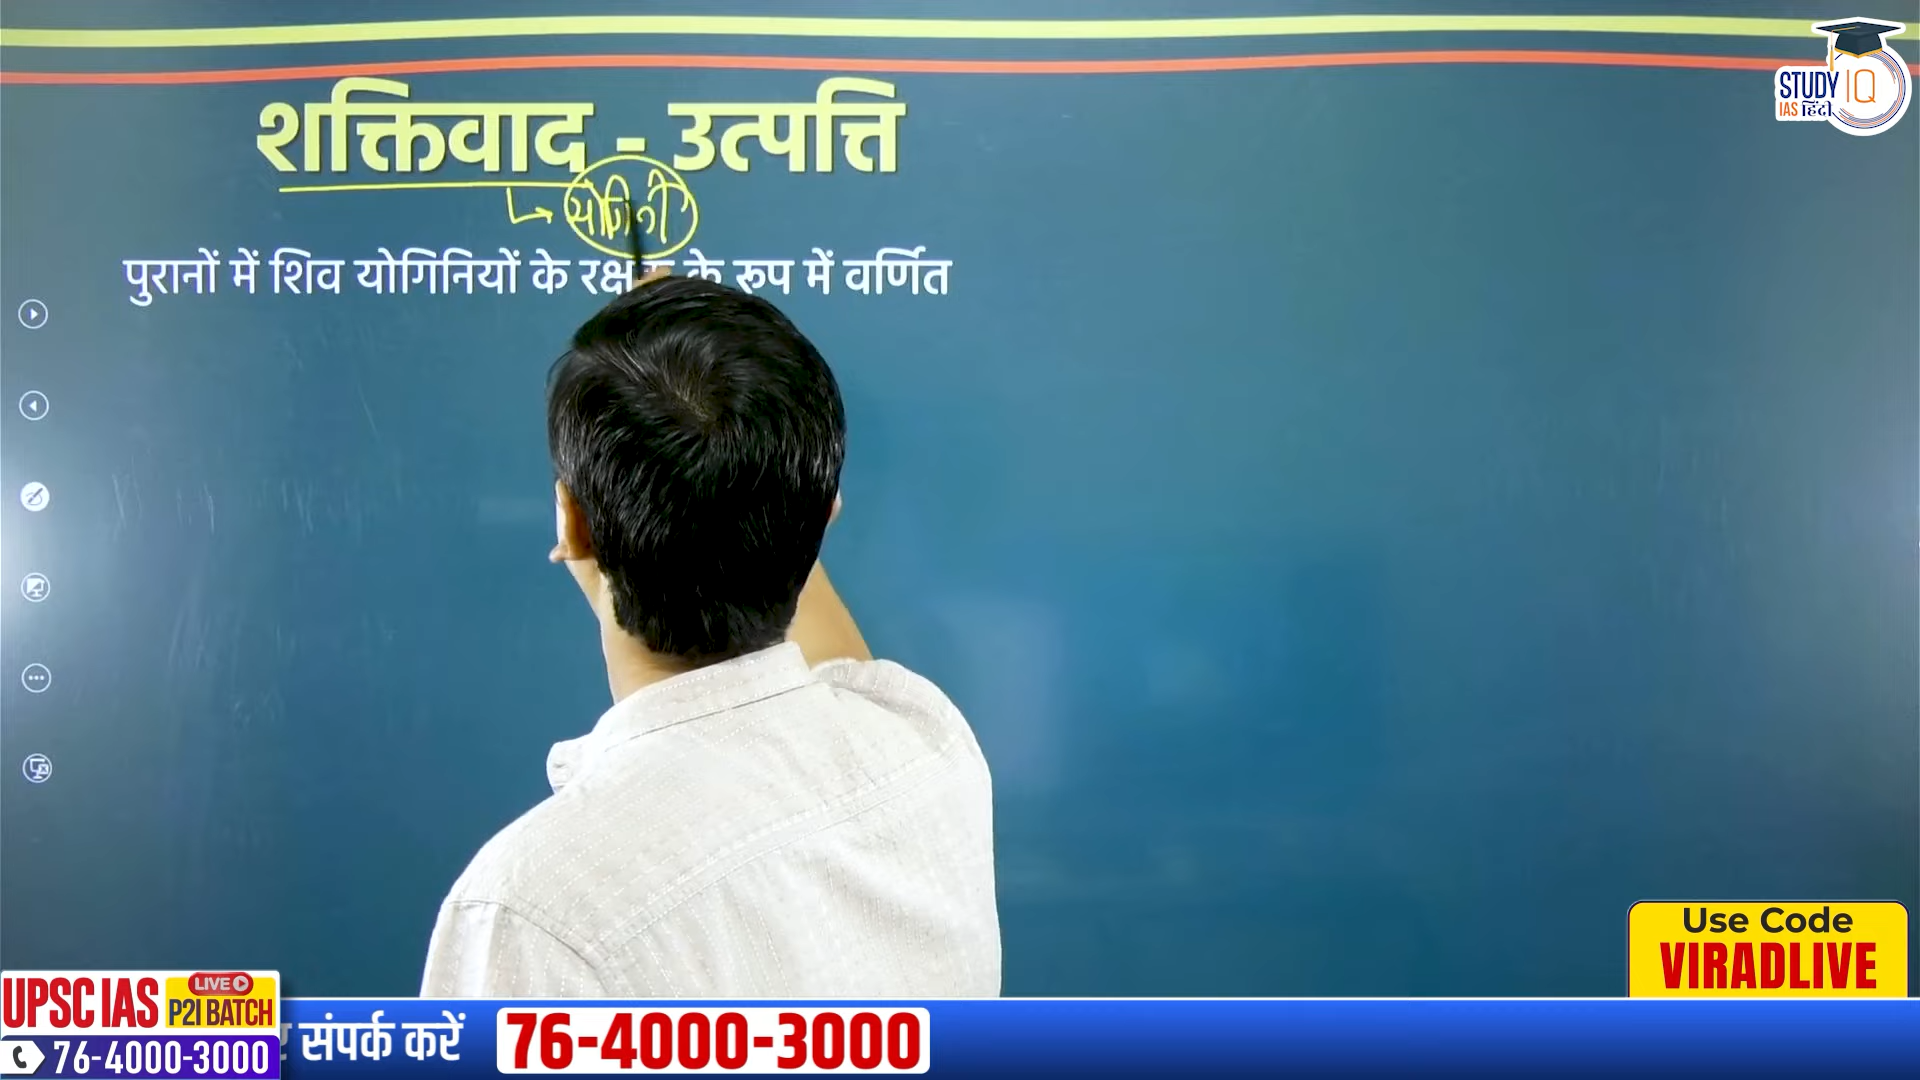 STUDY IQ
IAS हिंदी
शक्तिवाद - उत्पत्ति
योगिनी
पुरानों में शिव योगिनियों के के रूप में वर्णित
Use Code
VIRADLIVE
UPSC IAS LIVE
P2I BATCH
76-4000-3000
संपर्क करें 76-4000-3000